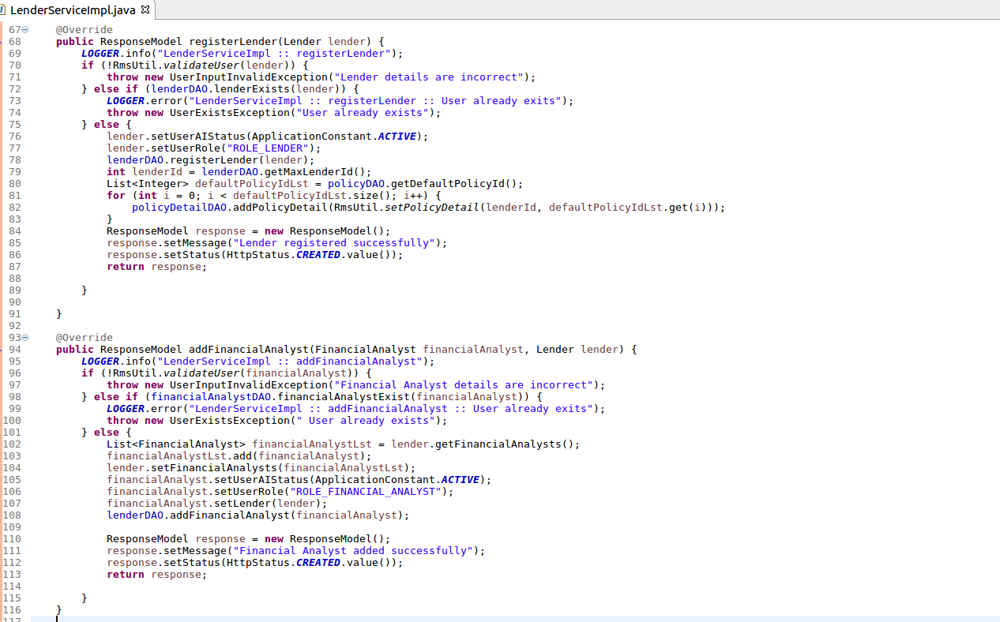 LenderServiceImpl.java
67 @Override
68 public ResponseModel registerLender(Lender lender) {
69 LOGGER.info("LenderServiceImpl :: registerLender");
70 if (!RmsUtil.validateUser(lender)) {
71 throw new UserInputInvalidException("Lender details are incorrect");
72 } else if (lenderDAO.lenderExists(lender)) {
73 LOGGER.error("LenderServiceImpl :: registerLender :: User already exits");
74 throw new UserExistsException("User already exists");
75 } else {
76 lender.setUserAIStatus(ApplicationConstant.ACTIVE);
77 lender.setUserRole("ROLE_LENDER");
78 lenderDAO.registerLender(lender);
79 int lenderId = lenderDAO.getMaxLenderId();
80 List<Integer> defaultPolicyIdLst = policyDAO.getDefaultPolicyId();
81 for (int i = 0; i < defaultPolicyIdLst.size(); i++) {
82 policyDetailDAO.addPolicyDetail(RmsUtil.setPolicyDetail(lenderId, defaultPolicyIdLst.get(i)));
83 }
84 ResponseModel response = new ResponseModel();
85 response.setMessage("Lender registered successfully");
86 response.setStatus(HttpStatus.CREATED.value());
87 return response;
88
89 }
90
91 }
92
93 @Override
94 public ResponseModel addFinancialAnalyst(FinancialAnalyst financialAnalyst, Lender lender) {
95 LOGGER.info("LenderServiceImpl :: addFinancialAnalyst");
96 if (!RmsUtil.validateUser(financialAnalyst)) {
97 throw new UserInputInvalidException("Financial Analyst details are incorrect");
98 } else if (financialAnalystDAO.financialAnalystExist(financialAnalyst)) {
99 LOGGER.error("LenderServiceImpl :: addFinancialAnalyst :: User already exits");
100 throw new UserExistsException(" User already exists");
101 } else {
102 List<FinancialAnalyst> financialAnalystLst = lender.getFinancialAnalysts();
103 financialAnalystLst.add(financialAnalyst);
104 lender.setFinancialAnalysts(financialAnalystLst);
105 financialAnalyst.setUserAIStatus(ApplicationConstant.ACTIVE);
106 financialAnalyst.setUserRole("ROLE_FINANCIAL_ANALYST");
107 financialAnalyst.setLender(lender);
108 lenderDAO.addFinancialAnalyst(financialAnalyst);
109
110 ResponseModel response = new ResponseModel();
111 response.setMessage("Financial Analyst added successfully");
112 response.setStatus(HttpStatus.CREATED.value());
113 return response;
114
115 }
116 }
117